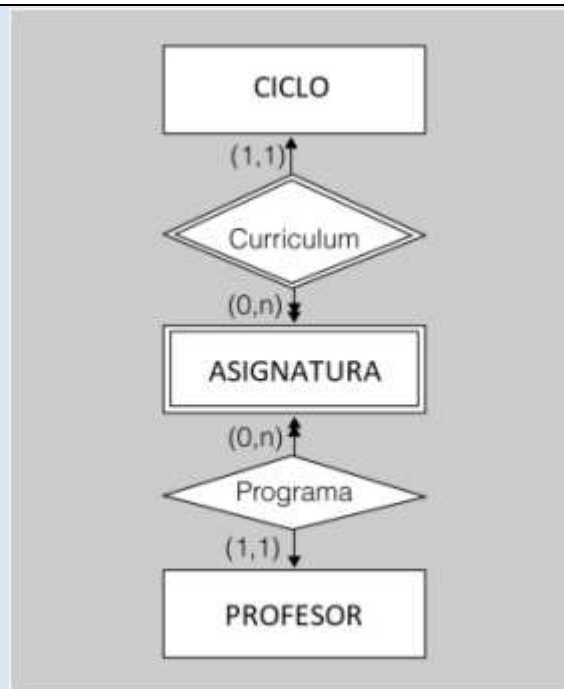 CICLO
(1,1)
Curriculum
(0,n)
ASIGNATURA
(0,n)
Programa
(1,1)
PROFESOR